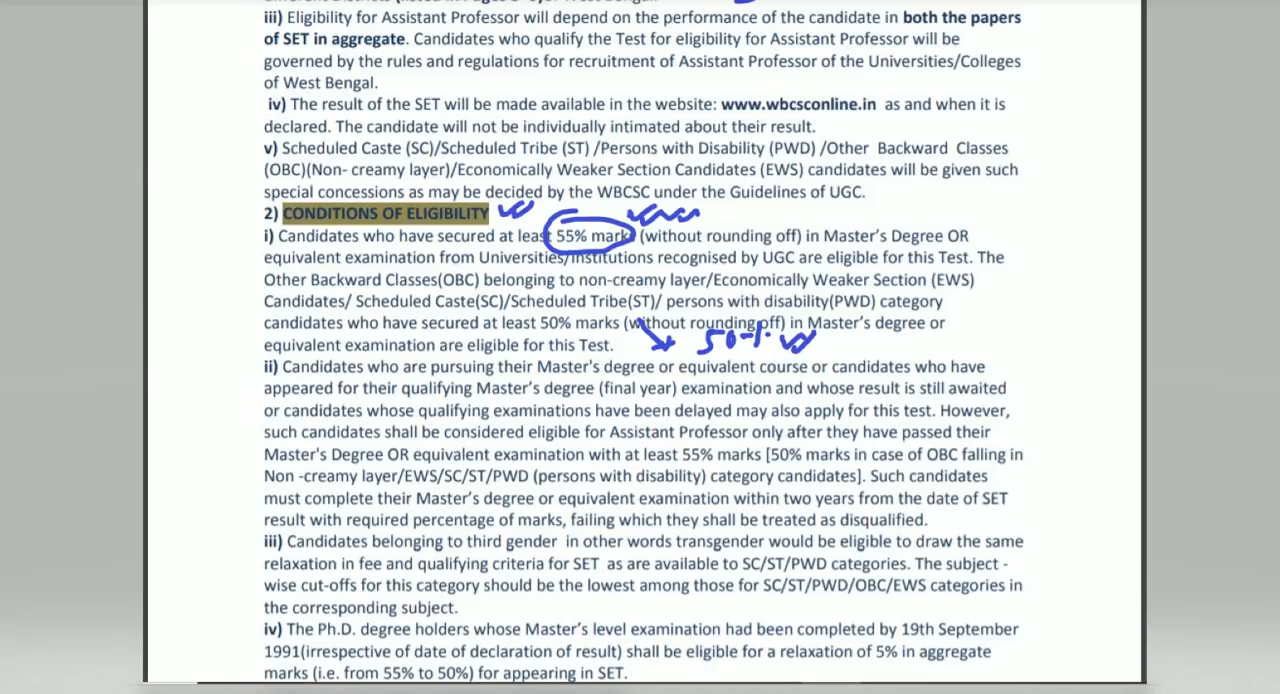 iii) Eligibility for Assistant Professor will depend on the performance of the candidate in both the papers
of SET in aggregate. Candidates who qualify the Test for eligibility for Assistant Professor will be
governed by the rules and regulations for recruitment of Assistant Professor of the Universities/Colleges
of West Bengal.
iv) The result of the SET will be made available in the website: www.wbcsconline.in as and when it is
declared. The candidate will not be individually intimated about their result.
v) Scheduled Caste (SC)/Scheduled Tribe (ST) /Persons with Disability (PWD) /Other Backward Classes
(OBC)(Non- creamy layer)/Economically Weaker Section Candidates (EWS) candidates will be given such
special concessions as may be decided by the WBCSC under the Guidelines of UGC.
2) CONDITIONS OF ELIGIBILITY
i) Candidates who have secured at least 55% marks (without rounding off) in Master's Degree OR
equivalent examination from Universities/Institutions recognised by UGC are eligible for this Test. The
Other Backward Classes(OBC) belonging to non-creamy layer/Economically Weaker Section (EWS)
Candidates/ Scheduled Caste(SC)/Scheduled Tribe(ST)/ persons with disability(PWD) category
candidates who have secured at least 50% marks (without rounding off) in Master's degree or
50%
equivalent examination are eligible for this Test.
ii) Candidates who are pursuing their Master's degree or equivalent course or candidates who have
appeared for their qualifying Master's degree (final year) examination and whose result is still awaited
or candidates whose qualifying examinations have been delayed may also apply for this test. However,
such candidates shall be considered eligible for Assistant Professor only after they have passed their
Master's Degree OR equivalent examination with at least 55% marks [50% marks in case of OBC falling in
Non -creamy layer/EWS/SC/ST/PWD (persons with disability) category candidates]. Such candidates
must complete their Master's degree or equivalent examination within two years from the date of SET
result with required percentage of marks, failing which they shall be treated as disqualified.
iii) Candidates belonging to third gender in other words transgender would be eligible to draw the same
relaxation in fee and qualifying criteria for SET as are available to SC/ST/PWD categories. The subject -
wise cut-offs for this category should be the lowest among those for SC/ST/PWD/OBC/EWS categories in
the corresponding subject.
iv) The Ph.D. degree holders whose Master's level examination had been completed by 19th September
1991(irrespective of date of declaration of result) shall be eligible for a relaxation of 5% in aggregate
marks (i.e. from 55% to 50%) for appearing in SET.